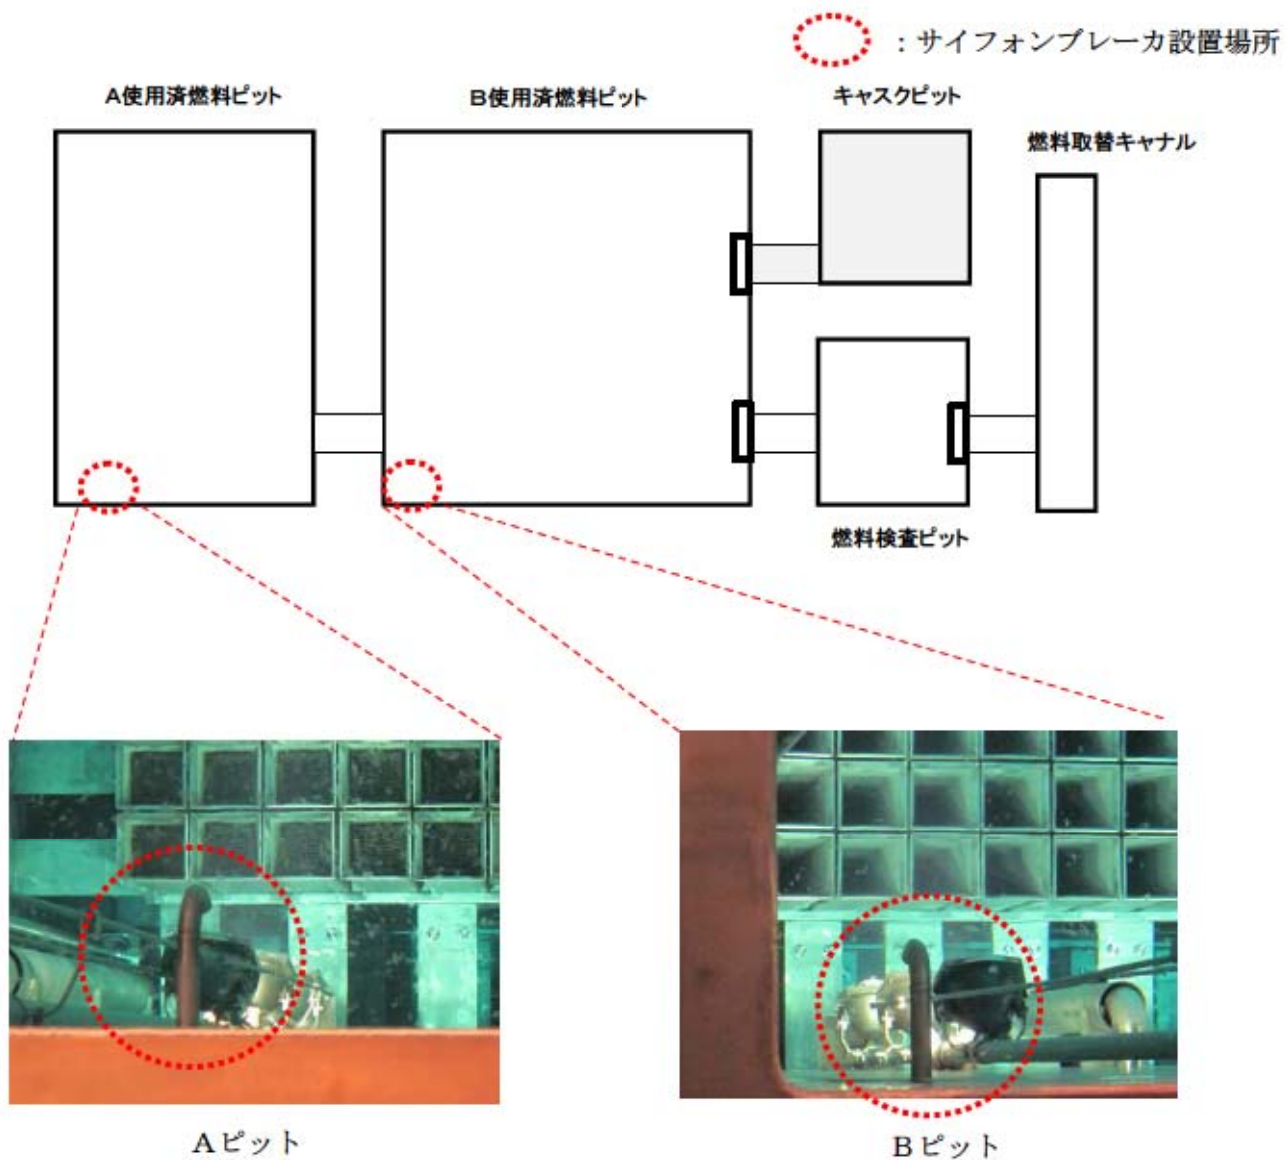 ：サイフォンブレーカ設置場所
A使用済燃料ピット
B使用済燃料ピット
キャスクピット
燃料取替キャナル
燃料検査ピット
Aピット
Bピット